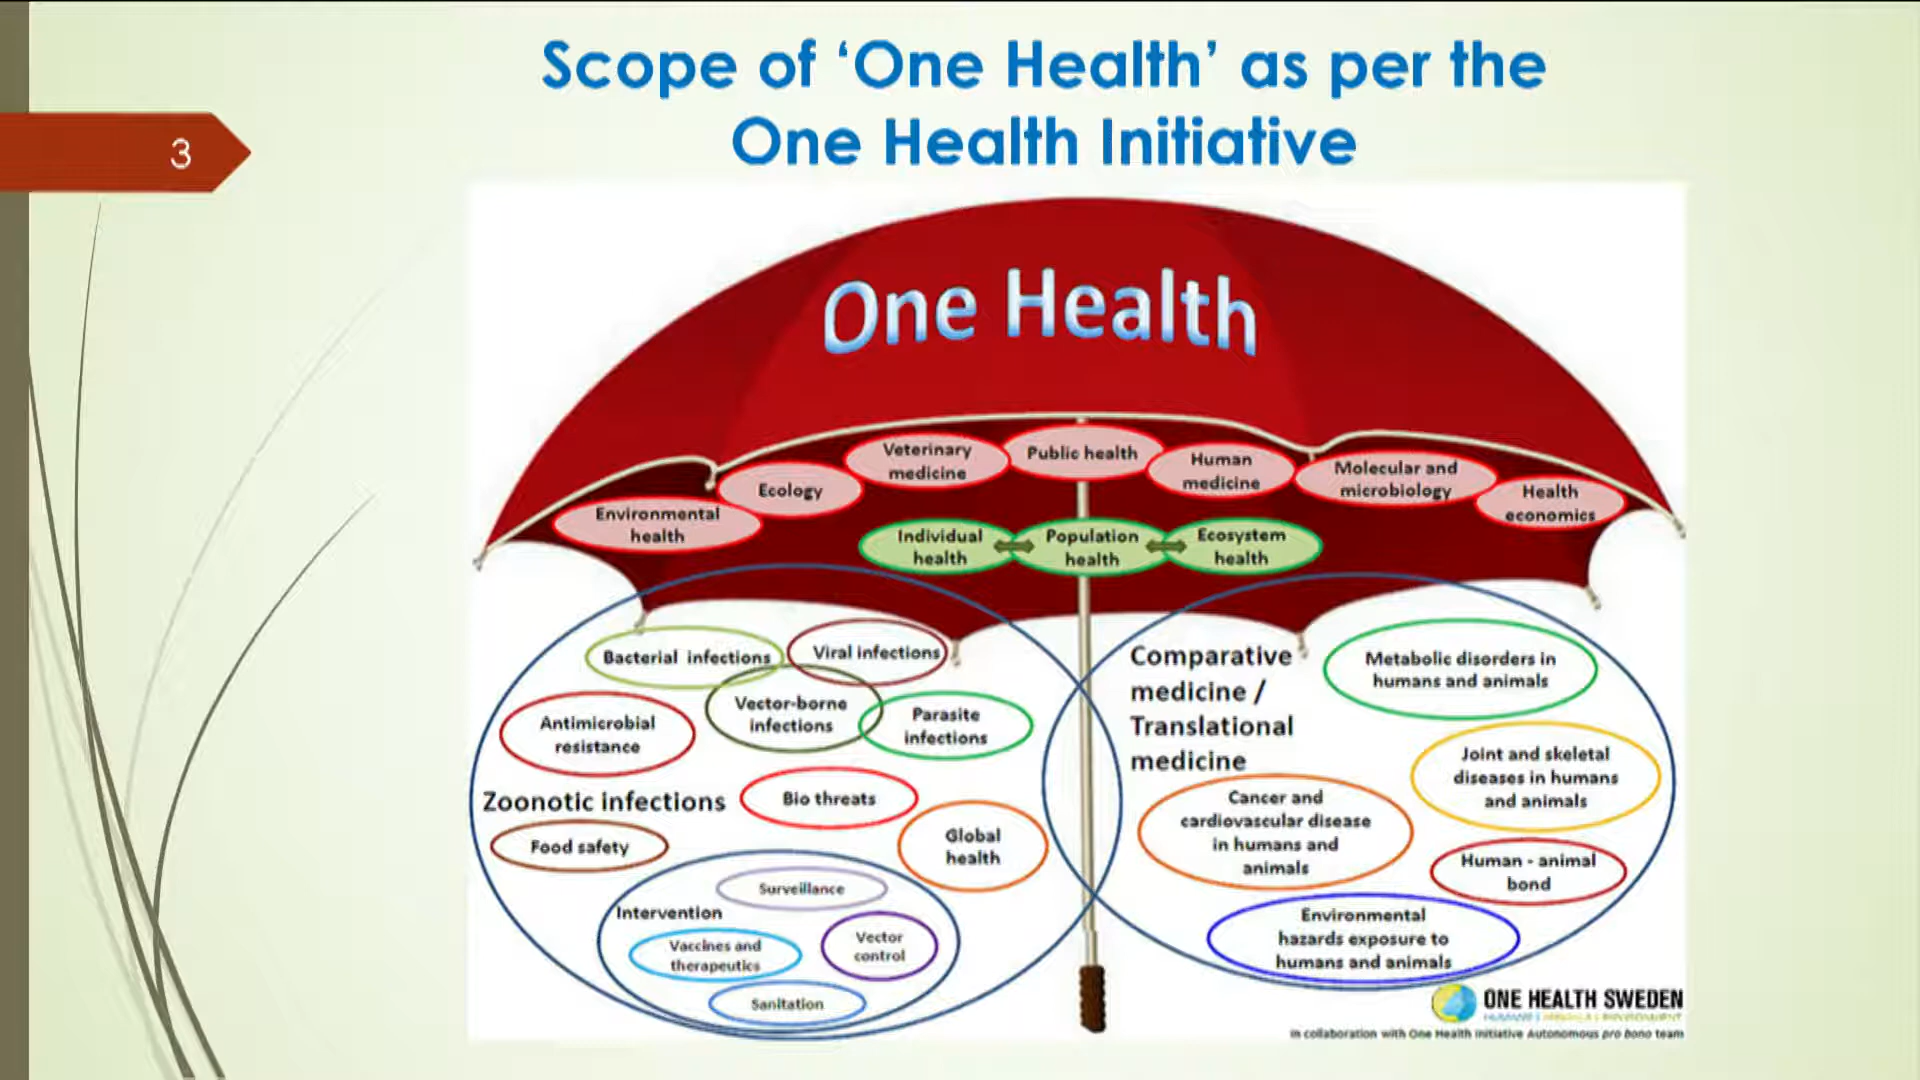 Scope of ‘One Health’ as per the
One Health Initiative
3
One Health
Veterinary
medicine
Public health
Human
medicine
Molecular and
microbiology
Health
economics
Ecology
Environmental
health
Individual
health
Population
health
Ecosystem
health
Bacterial infections
Viral infections
Vector-borne
infections
Parasite
infections
Antimicrobial
resistance
Zoonotic infections
Bio threats
Food safety
Global
health
Surveillance
Intervention
Vaccines and
therapeutics
Vector
control
Sanitation
Comparative
medicine /
Translational
medicine
Metabolic disorders in
humans and animals
Joint and skeletal
diseases in humans
and animals
Cancer and
cardiovascular disease
in humans and
animals
Human - animal
bond
Environmental
hazards exposure to
humans and animals
ONE HEALTH SWEDEN
HUMANS | ANIMALS | ENVIRONMENT
in collaboration with One Health Initiative Autonomous pro bono team